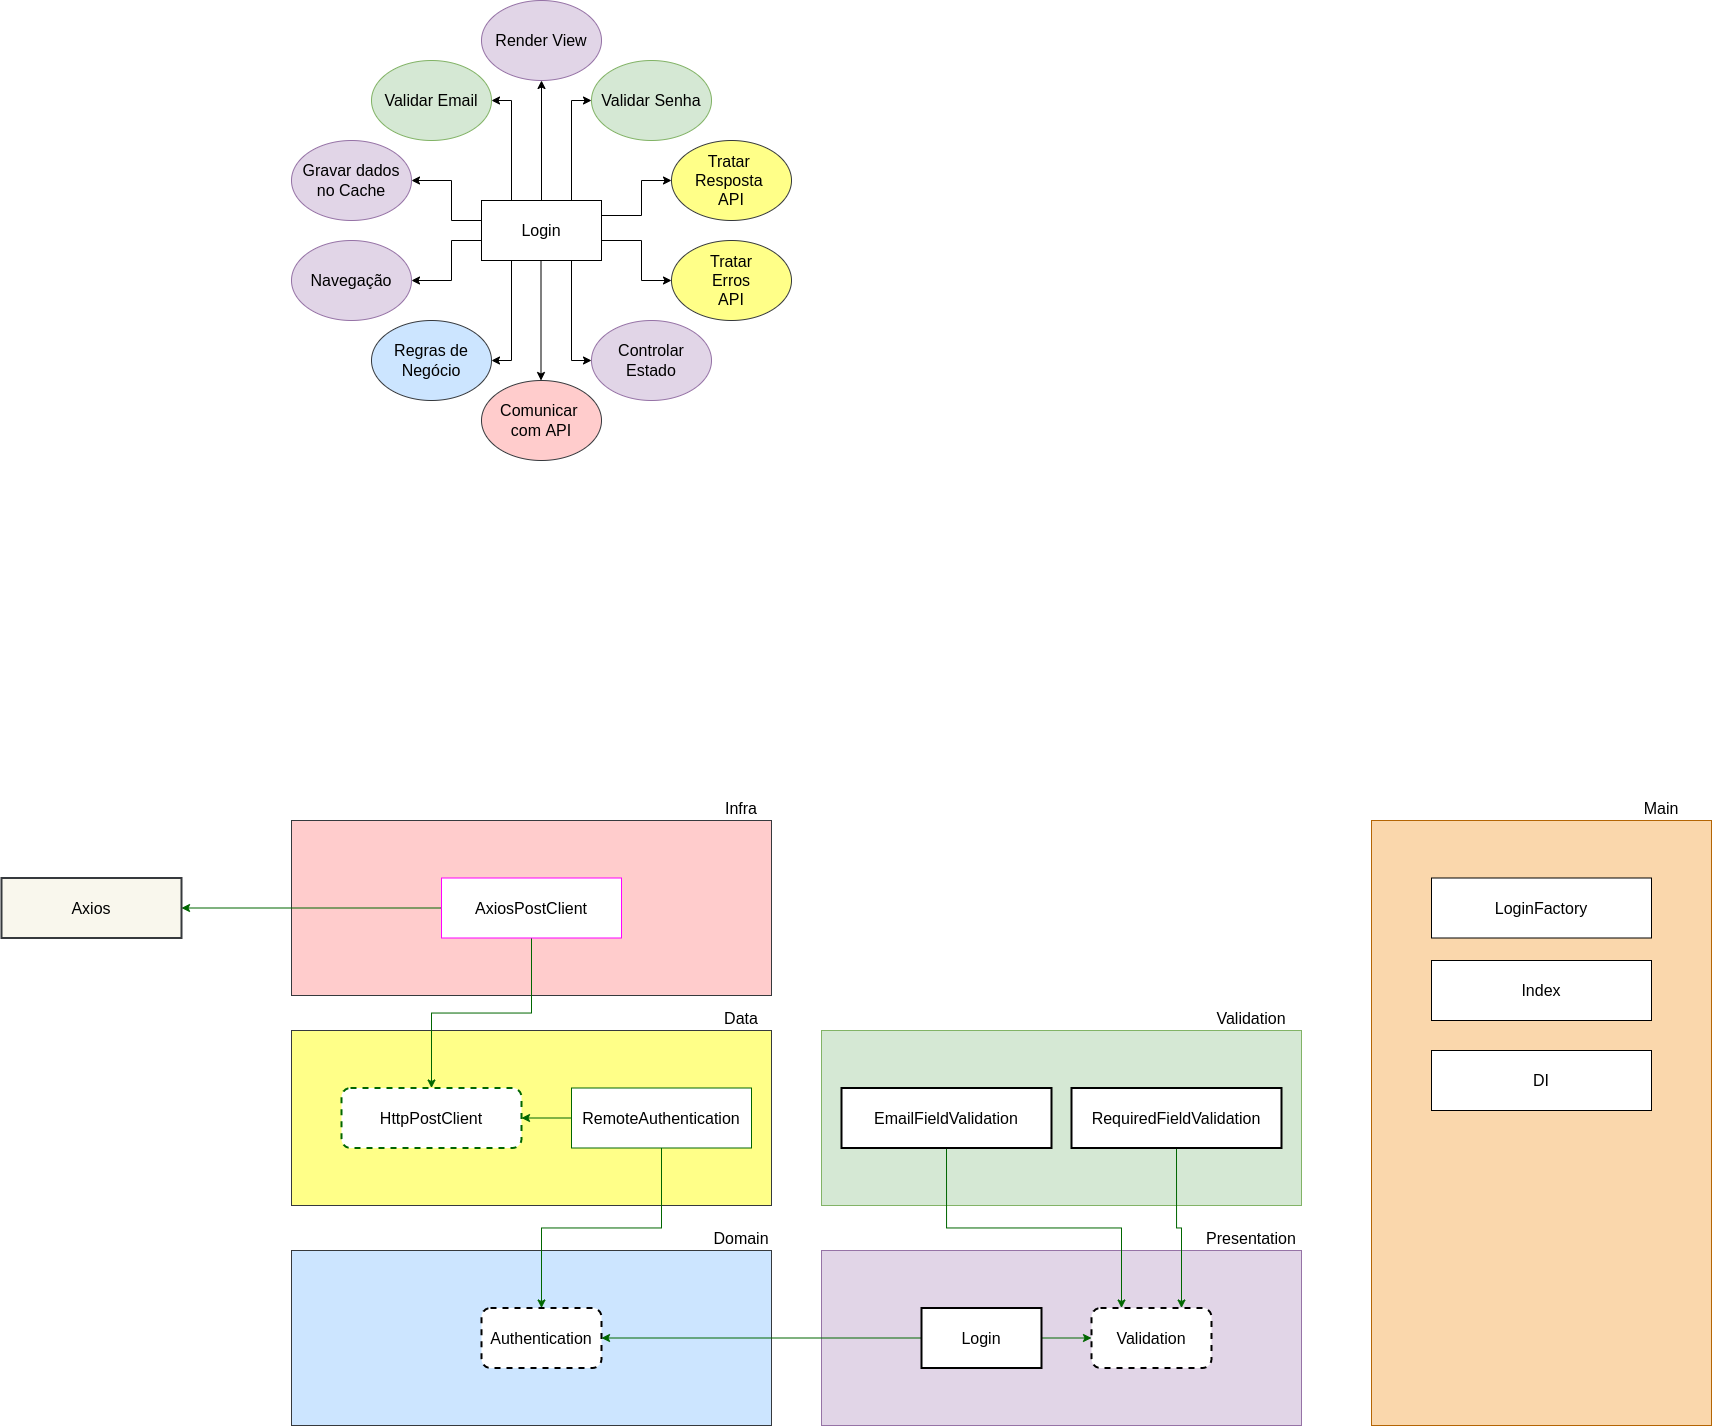 Render View
Validar Email
Validar Senha
Gravar dados
no Cache
Tratar
Resposta
API
Login
Navegação
Tratar
Erros
API
Regras de
Negócio
Controlar
Estado
Comunicar
com API
Infra
Main
Axios
AxiosPostClient
LoginFactory
Index
Data
Validation
DI
HttpPostClient
RemoteAuthentication
EmailFieldValidation
RequiredFieldValidation
Domain
Presentation
Authentication
Login
Validation